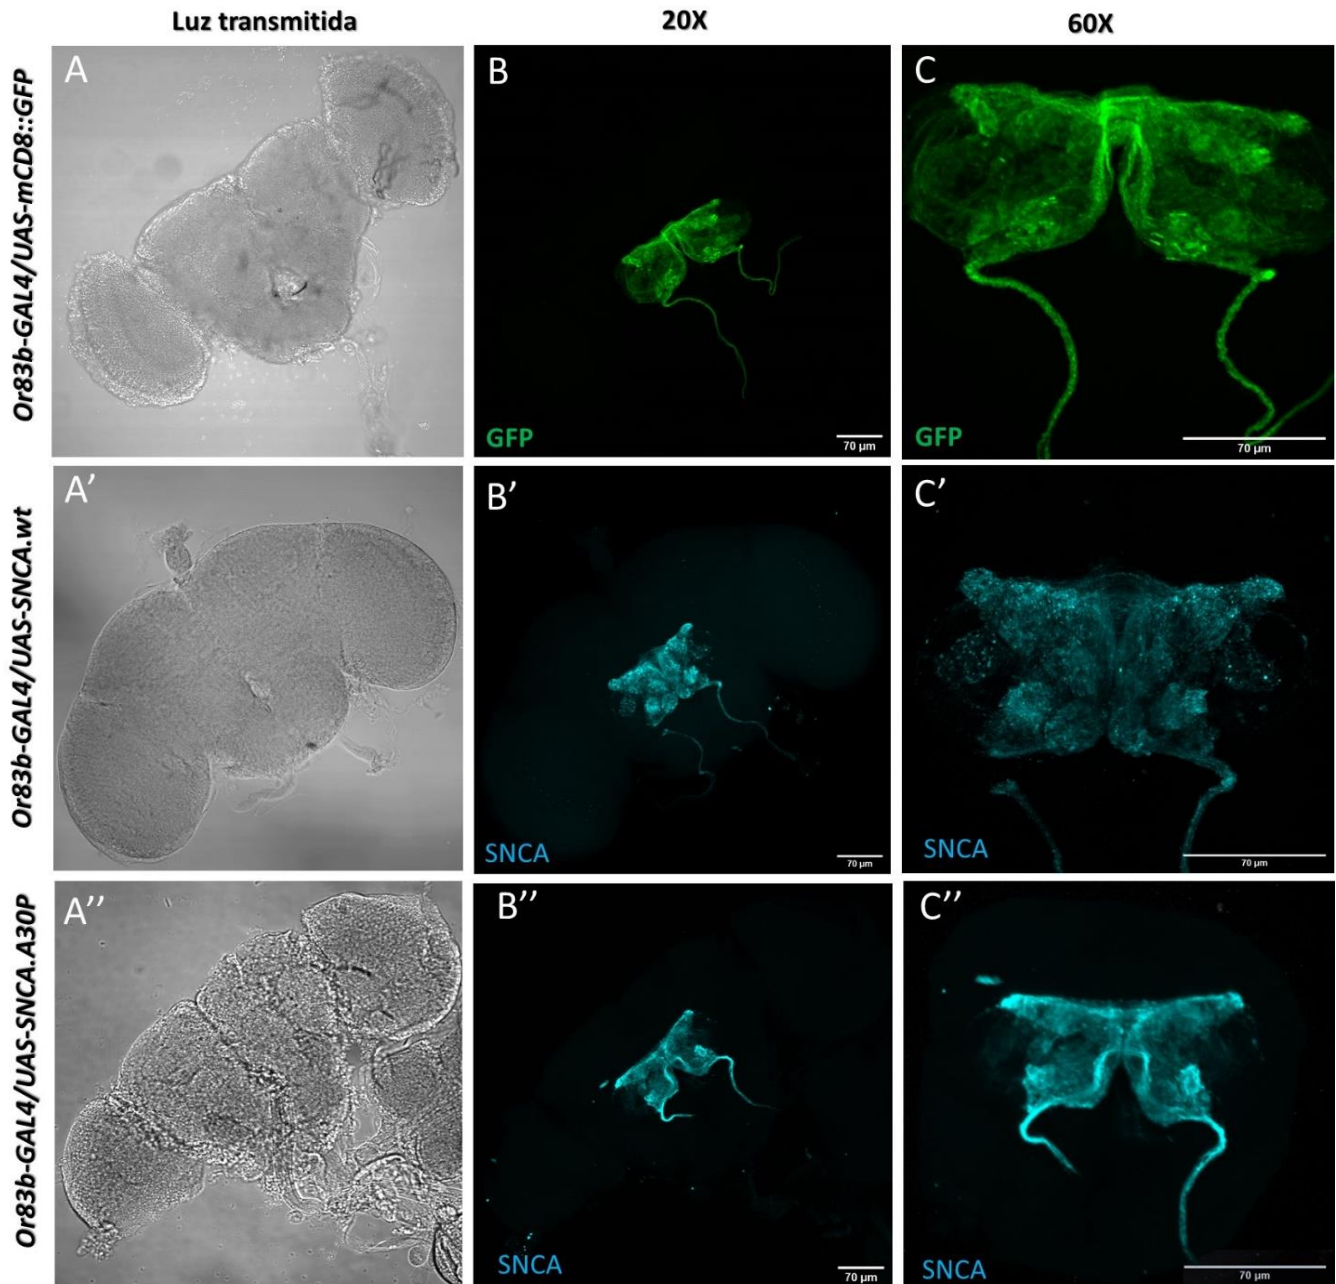 Luz transmitida
20X
60X
Or83b-GAL4/UAS-mCD8::GFP
A
B
C
GFP
70 µm
GFP
70 µm
Or83b-GAL4/UAS-SNCA.wt
A'
B'
C'
SNCA
70 µm
SNCA
70 µm
Or83b-GAL4/UAS-SNCA.A30P
A''
B''
C''
SNCA
70 µm
SNCA
70 µm